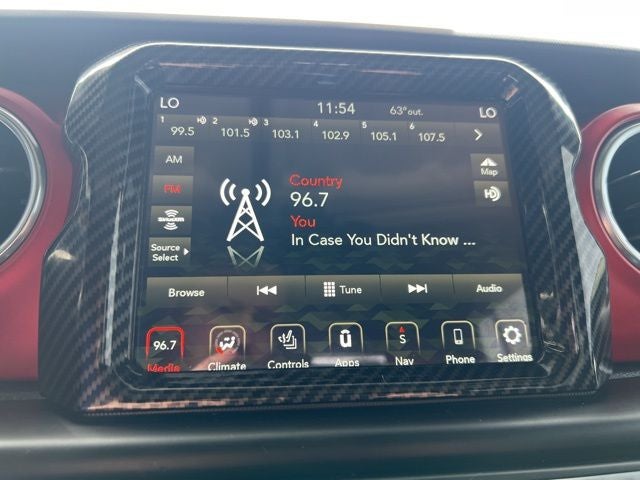 LO 11:54 63° out. LO
1 99.5 2 101.5 3 103.1 4 102.9 5 105.1 6 107.5
AM
Map
Country
FM
96.7
SiriusXM
You
In Case You Didn't Know ...
Source
Select
Browse Tune Audio
96.7 S
Media Climate Controls Apps Nav Phone Settings